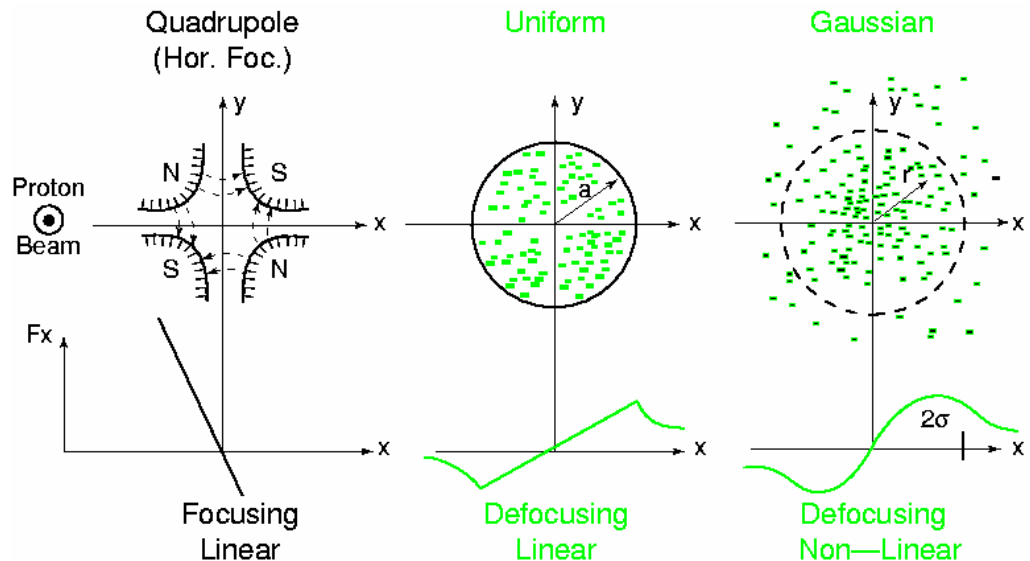 Quadrupole
(Hor. Foc.)
Uniform
Gaussian
y
y
y
N
S
a
r
Proton
Beam
x
x
x
S
N
Fx
2σ
x
x
x
Focusing
Linear
Defocusing
Linear
Defocusing
Non—Linear